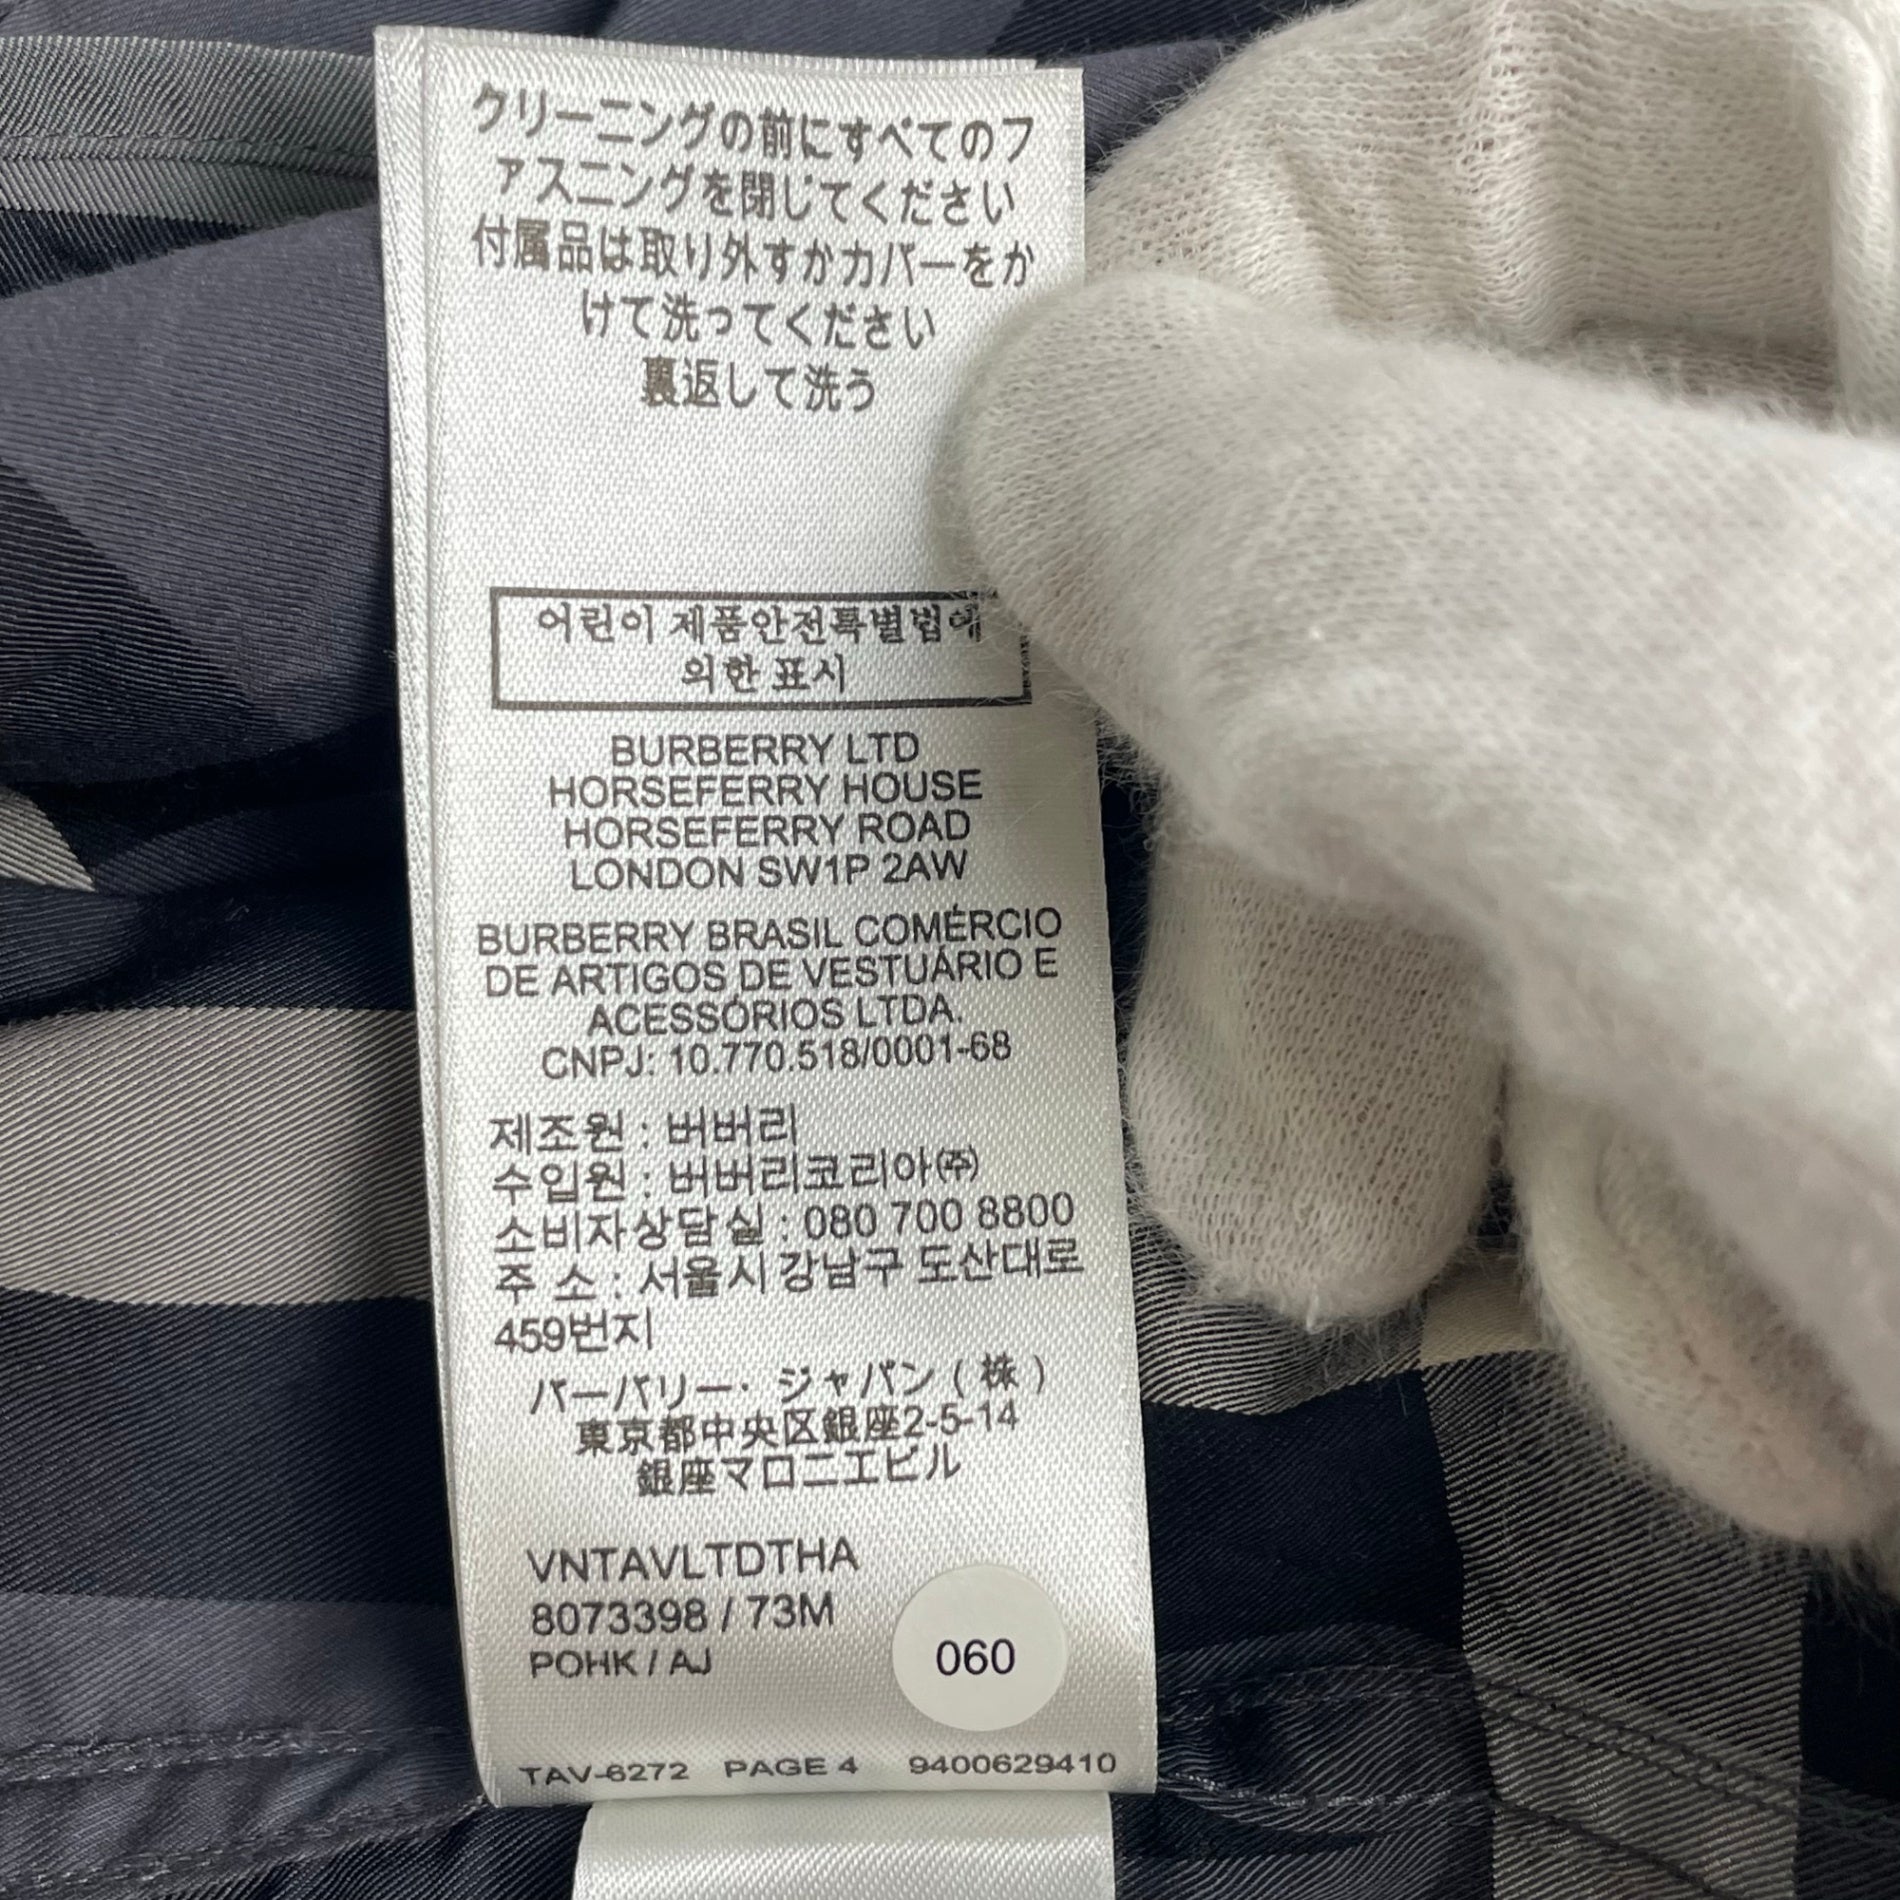 クリーニングの前にすべてのフ
ァスニングを閉じてください
付属品は取り外すかカバーをか
けて洗ってください
裏返して洗う
어린이 제품안전특별법에
의한 표시
BURBERRY LTD
HORSEFERRY HOUSE
HORSEFERRY ROAD
LONDON SW1P 2AW
BURBERRY BRASIL COMÉRCIO
DE ARTIGOS DE VESTUÁRIO E
ACESSÓRIOS LTDA.
CNPJ: 10.770.518/0001-68
제조원 : 버버리
수입원 : 버버리코리아㈜
소비자상담실 : 080 700 8800
주 소 : 서울시 강남구 도산대로
459번지
バーバリー・ジャパン ( 株 )
東京都中央区銀座2-5-14
銀座マロニエビル
VNTAVLTDTHA
8073398 / 73M
POHK / AJ
060
TAV-6272 PAGE 4 9400629410